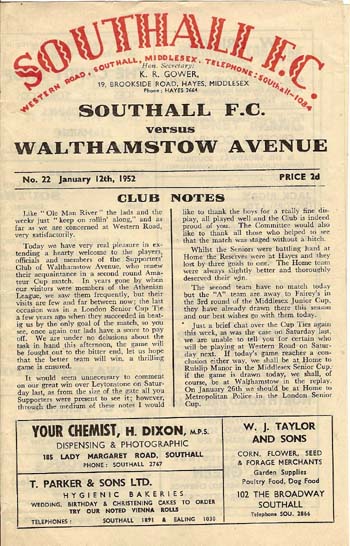 SOUTHALL F.C.
WESTERN ROAD, SOUTHALL, MIDDLESEX. TELEPHONE: Southall-1084
Hon. Secretary:
K. R. GOWER,
19, BROOKSIDE ROAD, HAYES, MIDDLESEX
Phone: HAYES 2664
SOUTHALL F.C.
versus
WALTHAMSTOW AVENUE
No. 22 January 12th, 1952 PRICE 2d
CLUB NOTES
Like "Ole Man River" the lads and the
weeks just "keep on rollin' along," and as
far as we are concerned at Western Road,
very satisfactorily.
Today we have very real pleasure in ex-
tending a hearty welcome to the players,
officials and members of the Supporters'
Club of Walthamstow Avenue, who renew
their acquaintance in a second round Ama-
teur Cup match. In years gone by when
our visitors were members of the Athenian
League, we saw them frequently, but their
visits are few and far between now; the last
occasion was in a London Senior Cup Tie
a few years ago when they succeeded in beat-
ing us by the only goal of the match, so you
see, once again our lads have a score to pay
off. We are under no delusions about the
task in hand this afternoon, the game will
be fought out to the bitter end, let us hope
that the better team will win, a thrilling
game is ensured.
It would seem unnecessary to comment
on our great win over Leytonstone on Satur-
day last, as from the size of the gate all you
Supporters were present to see it; however,
through the medium of these notes I would
like to thank the boys for a really fine dis-
play, all played well and the Club is indeed
proud of you. The Committee would also
like to thank all those who helped to see
that the match was staged without a hitch.
Whilst the Seniors were battling hard at
Home the Reserves were at Hayes and they
lost by three goals to one. The Home team
were always slightly better and thoroughly
deserved their win.
The second team have no match today
but the "A" team are away to Fairey's in
the 3rd round of the Middlesex Junior Cup,
they have already drawn there this season
and our best wishes go with them today.
Just a brief chat over the Cup Ties again
this week, as was the case on Saturday last,
we are unable to tell you for certain who
will be playing at Western Road on Satur-
day next. If today's game reaches a con-
clusion either way, we shall be at Home to
Ruislip Manor in the Middlesex Senior Cup.
If the game is drawn today, we shall, of
course, be at Walthamstow in the replay.
On January 26th we should be at Home to
Metropolitan Police in the London Senior
Cup.
YOUR CHEMIST, H. DIXON, M.P.S.
DISPENSING & PHOTOGRAPHIC
185 LADY MARGARET ROAD, SOUTHALL
PHONE: SOUTHALL 2767
T. PARKER & SONS LTD.
HYGIENIC BAKERIES
WEDDING, BIRTHDAY & CHRISTENING CAKES TO ORDER
TRY OUR NOTED VIENNA ROLLS
TELEPHONES: SOUTHALL 1891 & EALING 1030
W. J. TAYLOR
AND SONS
CORN, FLOWER, SEED
& FORAGE MERCHANTS
Garden Supplies
Poultry Food, Dog Food
102 THE BROADWAY
SOUTHALL
Telephone SOU. 2866